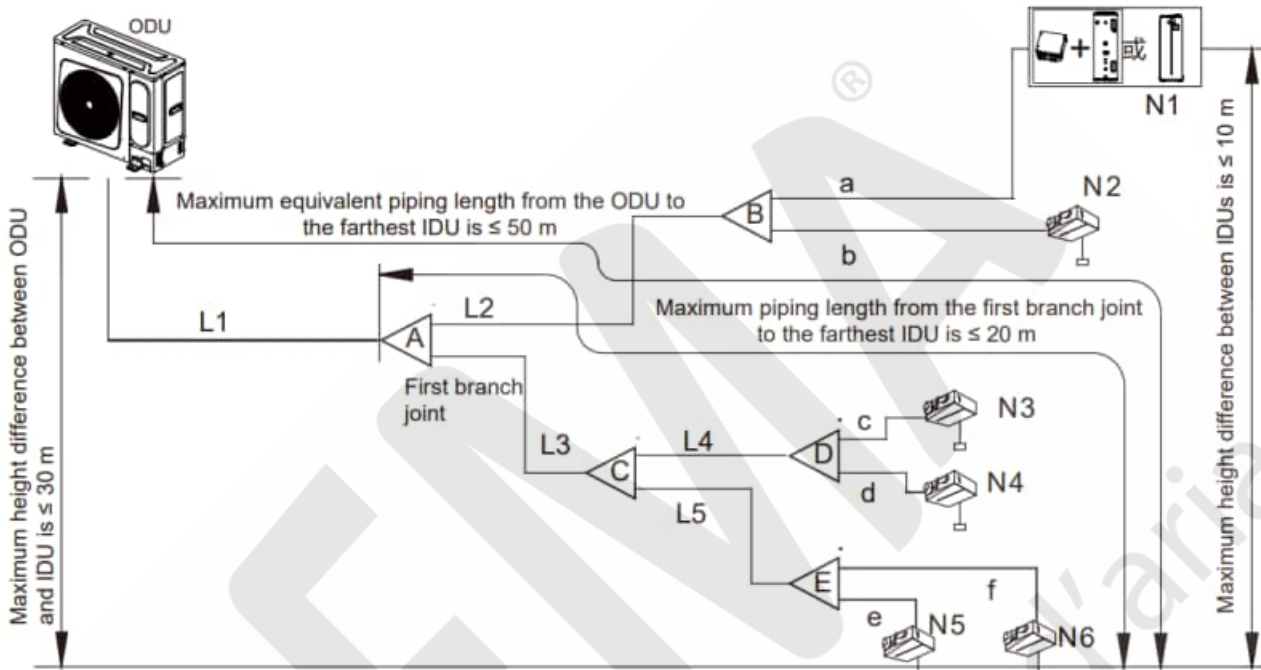 ODU
或
N1
Maximum equivalent piping length from the ODU to
the farthest IDU is ≤ 50 m
a
B
N2
b
L1
L2
A
Maximum piping length from the first branch joint
to the farthest IDU is ≤ 20 m
First branch
joint
L3
C
L4
L5
D
c
N3
d
N4
E
e
N5
f
N6
Maximum height difference between ODU
and IDU is ≤ 30 m
Maximum height difference between IDUs is ≤ 10 m
®
d'aria